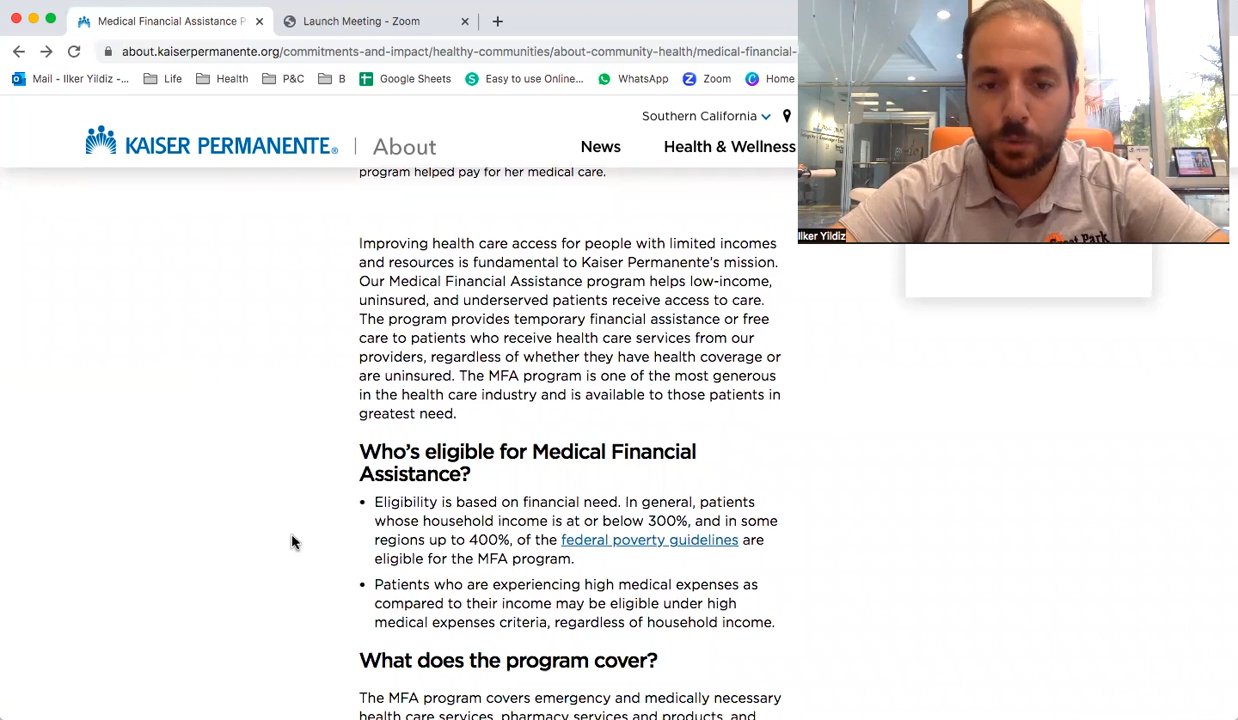 Medical Financial Assistance P
Launch Meeting - Zoom
about.kaiserpermanente.org/commitments-and-impact/healthy-communities/about-community-health/medical-financial-
Mail - Ilker Yildiz -...
Life
Health
P&C
B
Google Sheets
Easy to use Online...
WhatsApp
Zoom
Home
Southern California
KAISER PERMANENTE®
About
News
Health & Wellness
Ilker Yildiz
program helped pay for her medical care.
Improving health care access for people with limited incomes
and resources is fundamental to Kaiser Permanente's mission.
Our Medical Financial Assistance program helps low-income,
uninsured, and underserved patients receive access to care.
The program provides temporary financial assistance or free
care to patients who receive health care services from our
providers, regardless of whether they have health coverage or
are uninsured. The MFA program is one of the most generous
in the health care industry and is available to those patients in
greatest need.
Who's eligible for Medical Financial
Assistance?
• Eligibility is based on financial need. In general, patients
whose household income is at or below 300%, and in some
regions up to 400%, of the federal poverty guidelines are
eligible for the MFA program.
• Patients who are experiencing high medical expenses as
compared to their income may be eligible under high
medical expenses criteria, regardless of household income.
What does the program cover?
The MFA program covers emergency and medically necessary
health care services, pharmacy services and products, and